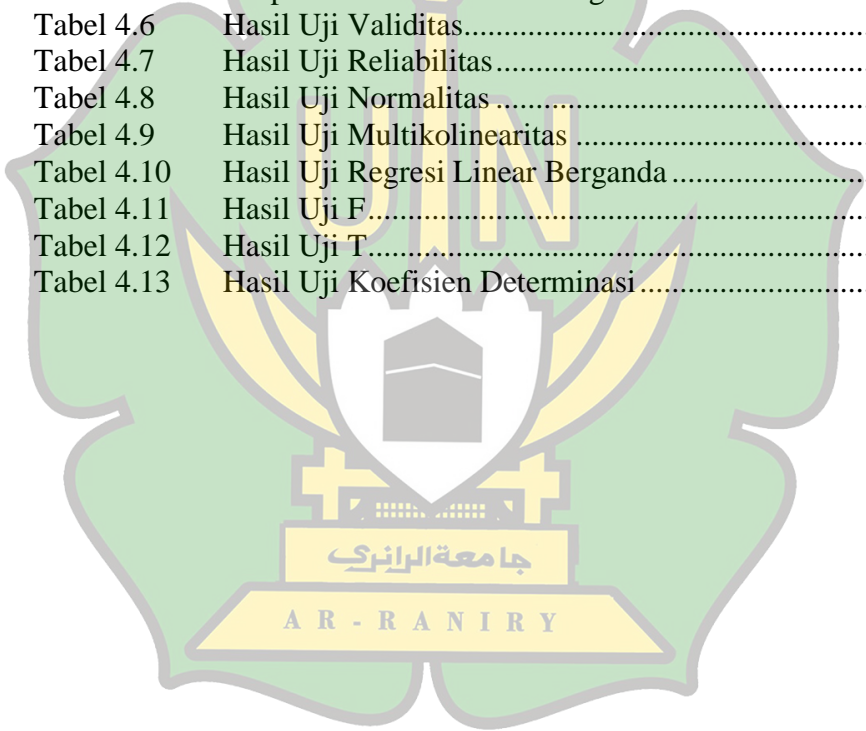 Tabel 4.6 Hasil Uji Validitas
Tabel 4.7 Hasil Uji Reliabilitas
Tabel 4.8 Hasil Uji Normalitas
Tabel 4.9 Hasil Uji Multikolinearitas
Tabel 4.10 Hasil Uji Regresi Linear Berganda
Tabel 4.11 Hasil Uji F
Tabel 4.12 Hasil Uji T
Tabel 4.13 Hasil Uji Koefisien Determinasi
UIN
جامعة الرانري
AR-RANIRY